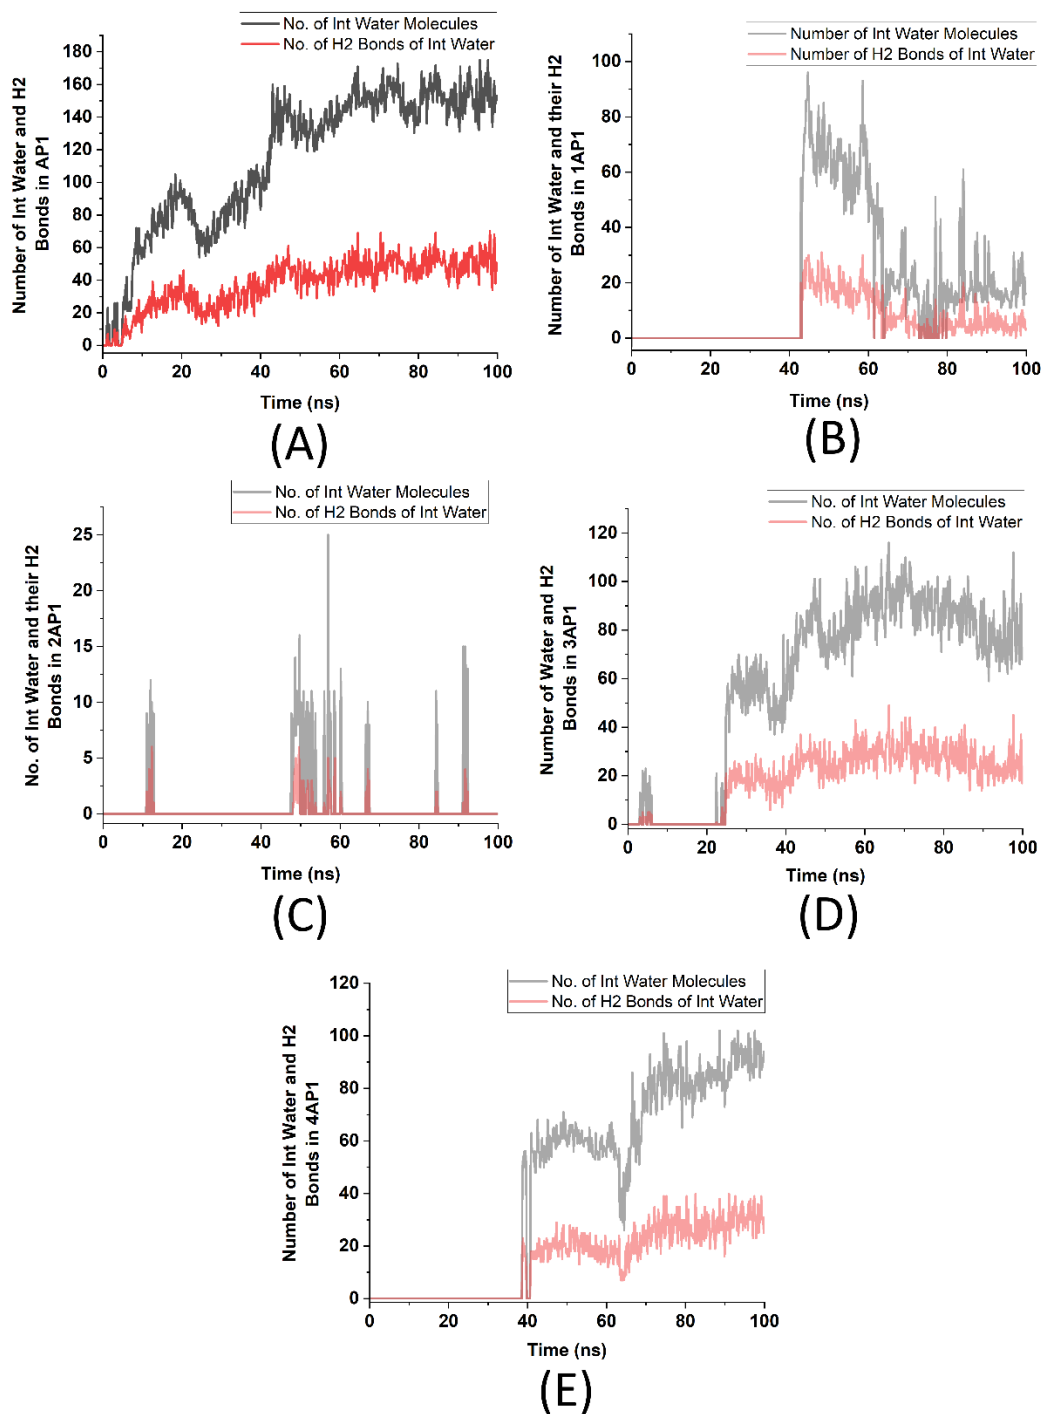 No. of Int Water Molecules
No. of H2 Bonds of Int Water
Number of Int Water and H2
Bonds in AP1
180
160
140
120
100
80
60
40
20
0
0 20 40 60 80 100
Time (ns)
(A)
Number of Int Water Molecules
Number of H2 Bonds of Int Water
Number of Int Water and their H2
Bonds in 1AP1
100
80
60
40
20
0
0 20 40 60 80 100
Time (ns)
(B)
No. of Int Water Molecules
No. of H2 Bonds of Int Water
No. of Int Water and their H2
Bonds in 2AP1
25
20
15
10
5
0
0 20 40 60 80 100
Time (ns)
(C)
No. of Int Water Molecules
No. of H2 Bonds of Int Water
Number of Water and H2
Bonds in 3AP1
120
100
80
60
40
20
0
0 20 40 60 80 100
Time (ns)
(D)
No. of Int Water Molecules
No. of H2 Bonds of Int Water
Number of Int Water and H2
Bonds in 4AP1
120
100
80
60
40
20
0
0 20 40 60 80 100
Time (ns)
(E)